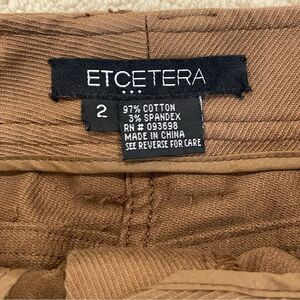 ETCETERA
2
97% COTTON
3% SPANDEX
RN # 093698
MADE IN CHINA
SEE REVERSE FOR CARE